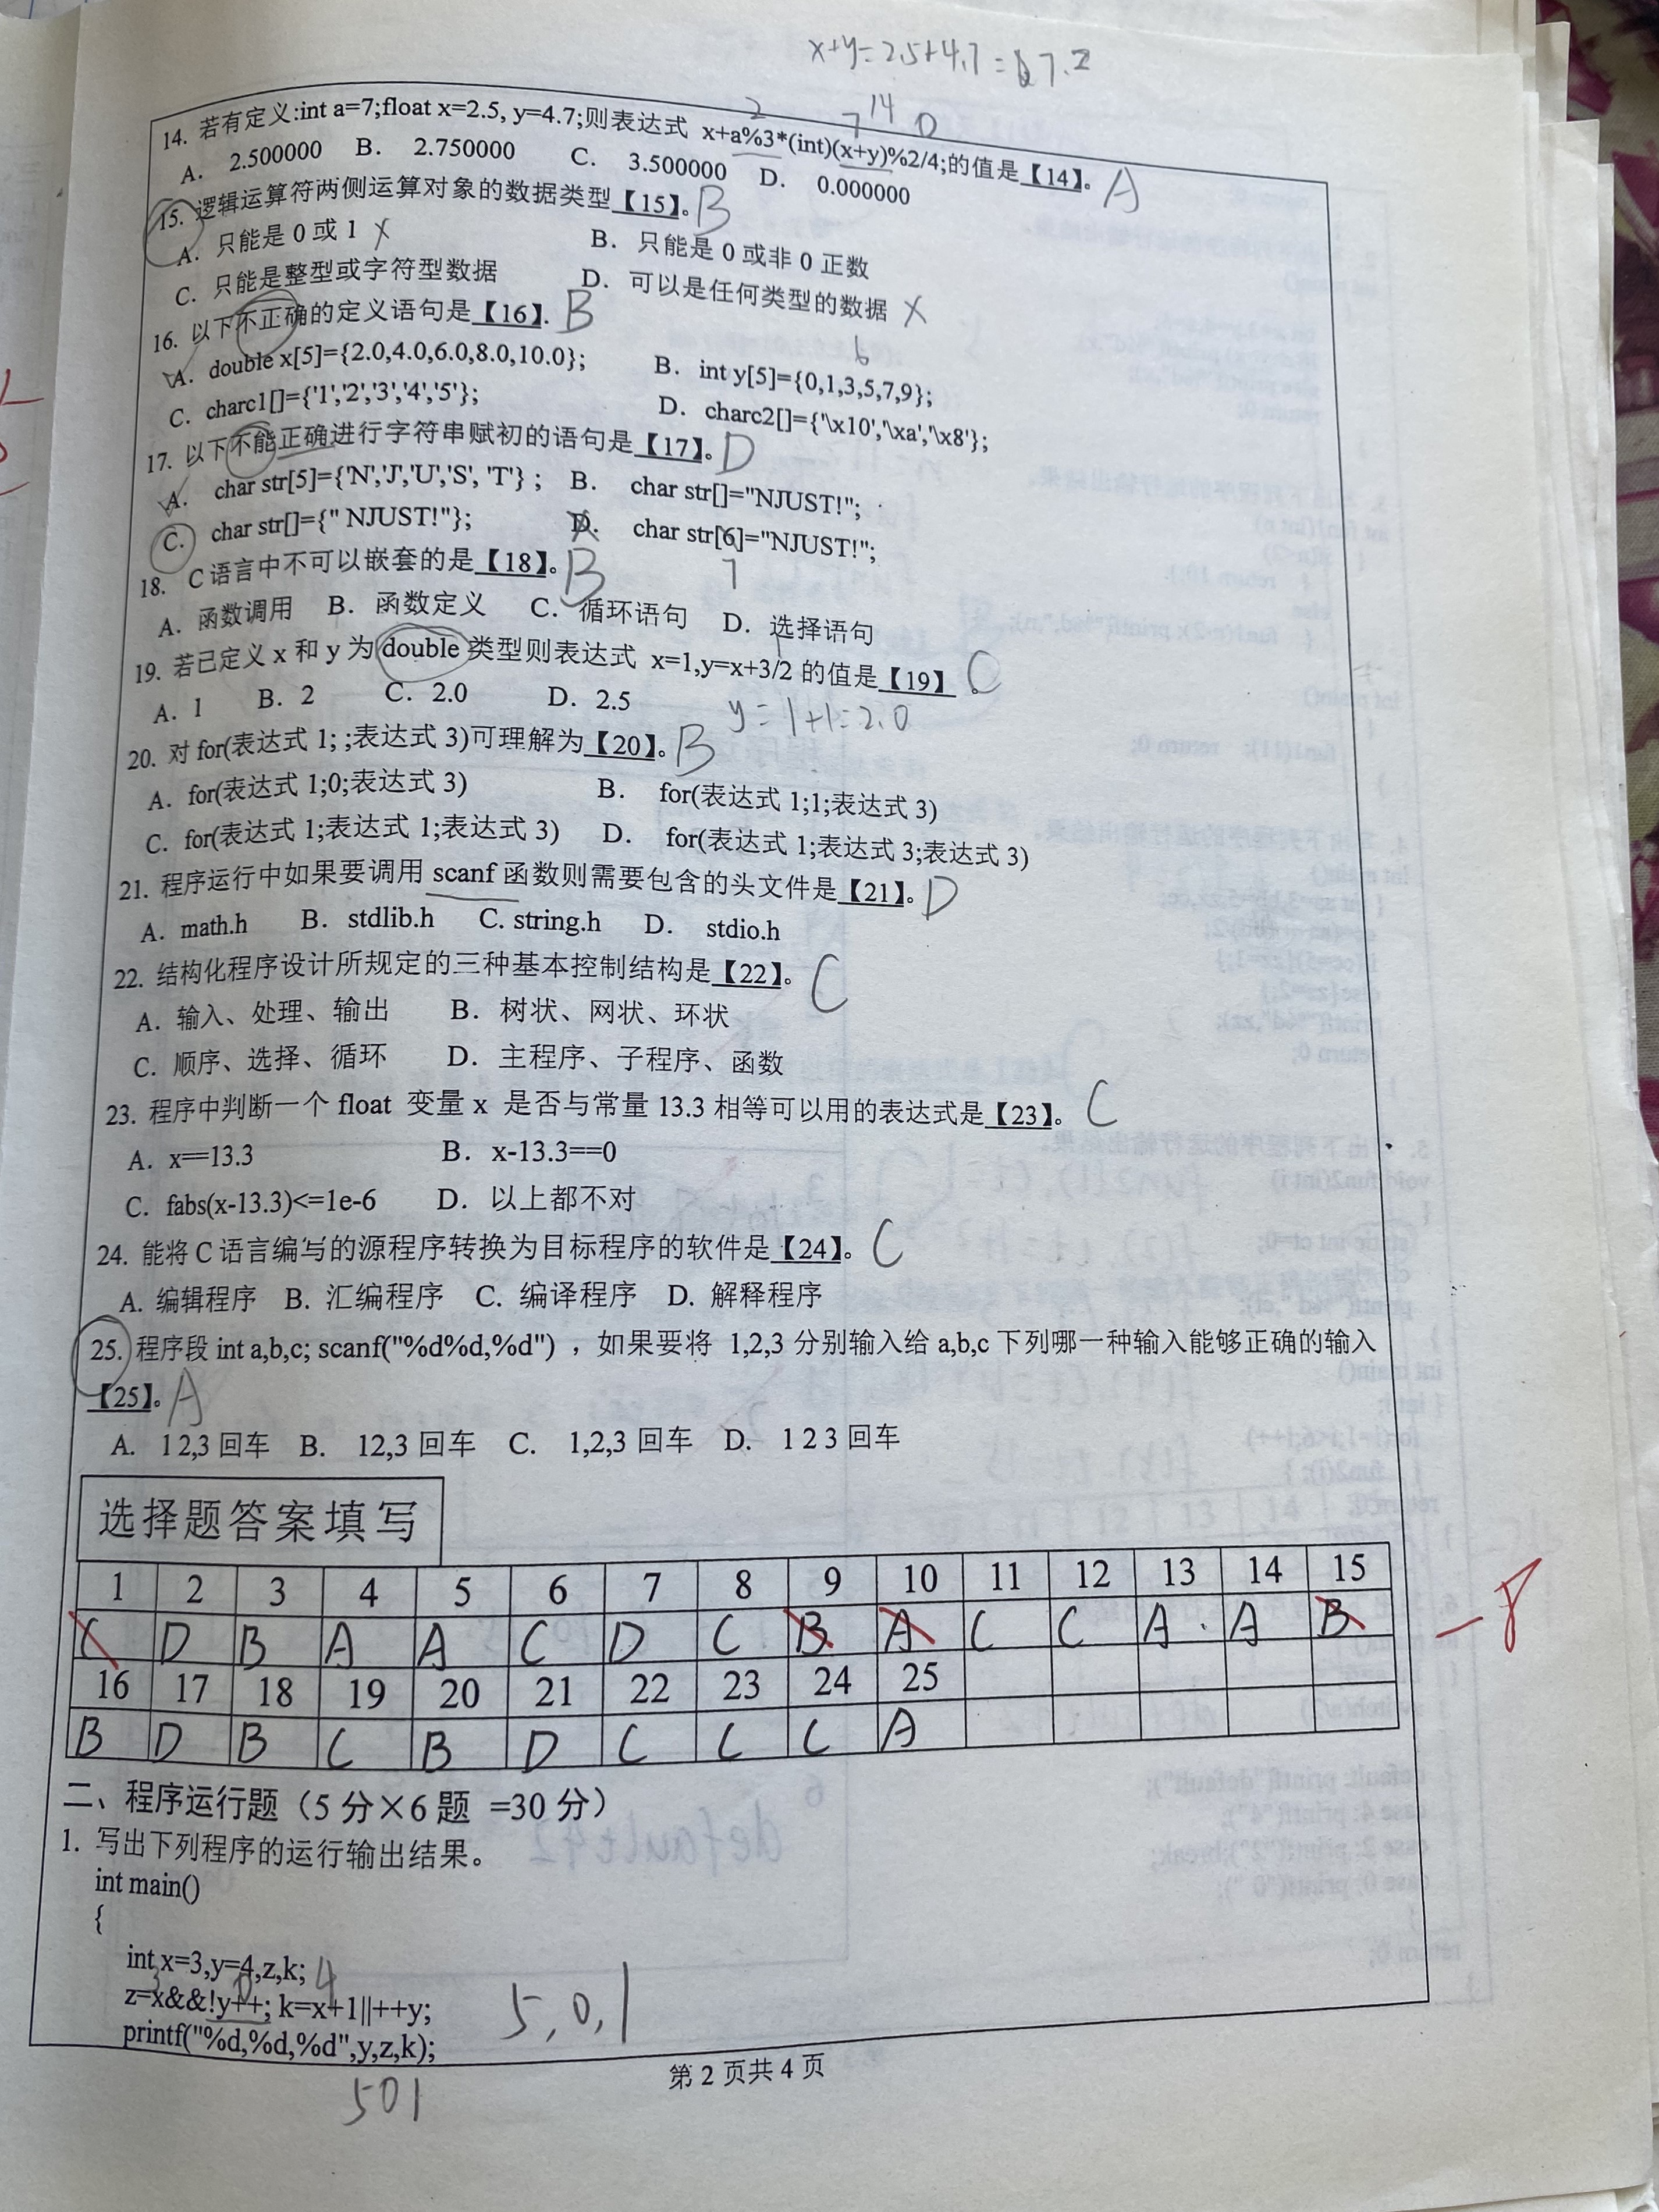 x+y=2.5+4.7=7.2
2 7 14 0
14. 若有定义:int a=7;float x=2.5, y=4.7;则表达式 x+a%3*(int)(x+y)%2/4;的值是【14】。A
A. 2.500000 B. 2.750000 C. 3.500000 D. 0.000000
15. 逻辑运算符两侧运算对象的数据类型【15】。B
A. 只能是 0 或 1 X B. 只能是 0 或非 0 正数
C. 只能是整型或字符型数据 D. 可以是任何类型的数据 X
16. 以下不正确的定义语句是【16】. B
A. double x[5]={2.0,4.0,6.0,8.0,10.0}; B. int y[5]={0,1,3,5,7,9}; 6
C. charc1[]={'1','2','3','4','5'}; D. charc2[]={'\x10','\xa','\x8'};
17. 以下不能正确进行字符串赋初的语句是【17】。D
A. char str[5]={'N','J','U','S', 'T'} ; B. char str[]="NJUST!";
C. char str[]={" NJUST!"}; D. char str[6]="NJUST!";
7
18. C 语言中不可以嵌套的是【18】。B
A. 函数调用 B. 函数定义 C. 循环语句 D. 选择语句
19. 若已定义 x 和 y 为 double 类型则表达式 x=1,y=x+3/2 的值是【19】 。C
1
A. 1 B. 2 C. 2.0 D. 2.5
y=1+1=2.0
20. 对 for(表达式 1; ;表达式 3)可理解为【20】。B
A. for(表达式 1;0;表达式 3) B. for(表达式 1;1;表达式 3)
C. for(表达式 1;表达式 1;表达式 3) D. for(表达式 1;表达式 3;表达式 3)
21. 程序运行中如果要调用 scanf 函数则需要包含的头文件是【21】。D
A. math.h B. stdlib.h C. string.h D. stdio.h
22. 结构化程序设计所规定的三种基本控制结构是【22】。C
A. 输入、处理、输出 B. 树状、网状、环状
C. 顺序、选择、循环 D. 主程序、子程序、函数
23. 程序中判断一个 float 变量 x 是否与常量 13.3 相等可以用的表达式是【23】。C
A. x==13.3 B. x-13.3==0
C. fabs(x-13.3)<=1e-6 D. 以上都不对
24. 能将 C 语言编写的源程序转换为目标程序的软件是【24】。C
A. 编辑程序 B. 汇编程序 C. 编译程序 D. 解释程序
25. 程序段 int a,b,c; scanf("%d%d,%d") ，如果要将 1,2,3 分别输入给 a,b,c 下列哪一种输入能够正确的输入
【25】。A
A. 1 2,3 回车 B. 12,3 回车 C. 1,2,3 回车 D. 1 2 3 回车
选择题答案填写
1 2 3 4 5 6 7 8 9 10 11 12 13 14 15
C D B A A C D C B A C C A A B
-8
16 17 18 19 20 21 22 23 24 25
B D B C B D C C C A
二、程序运行题（5 分×6 题 =30 分）
1. 写出下列程序的运行输出结果。
int main()
{
int x=3,y=4,z,k;
3 0 4
z=x&&!y++; k=x+1||++y;
5,0,1
printf("%d,%d,%d",y,z,k);
第 2 页共 4 页
501